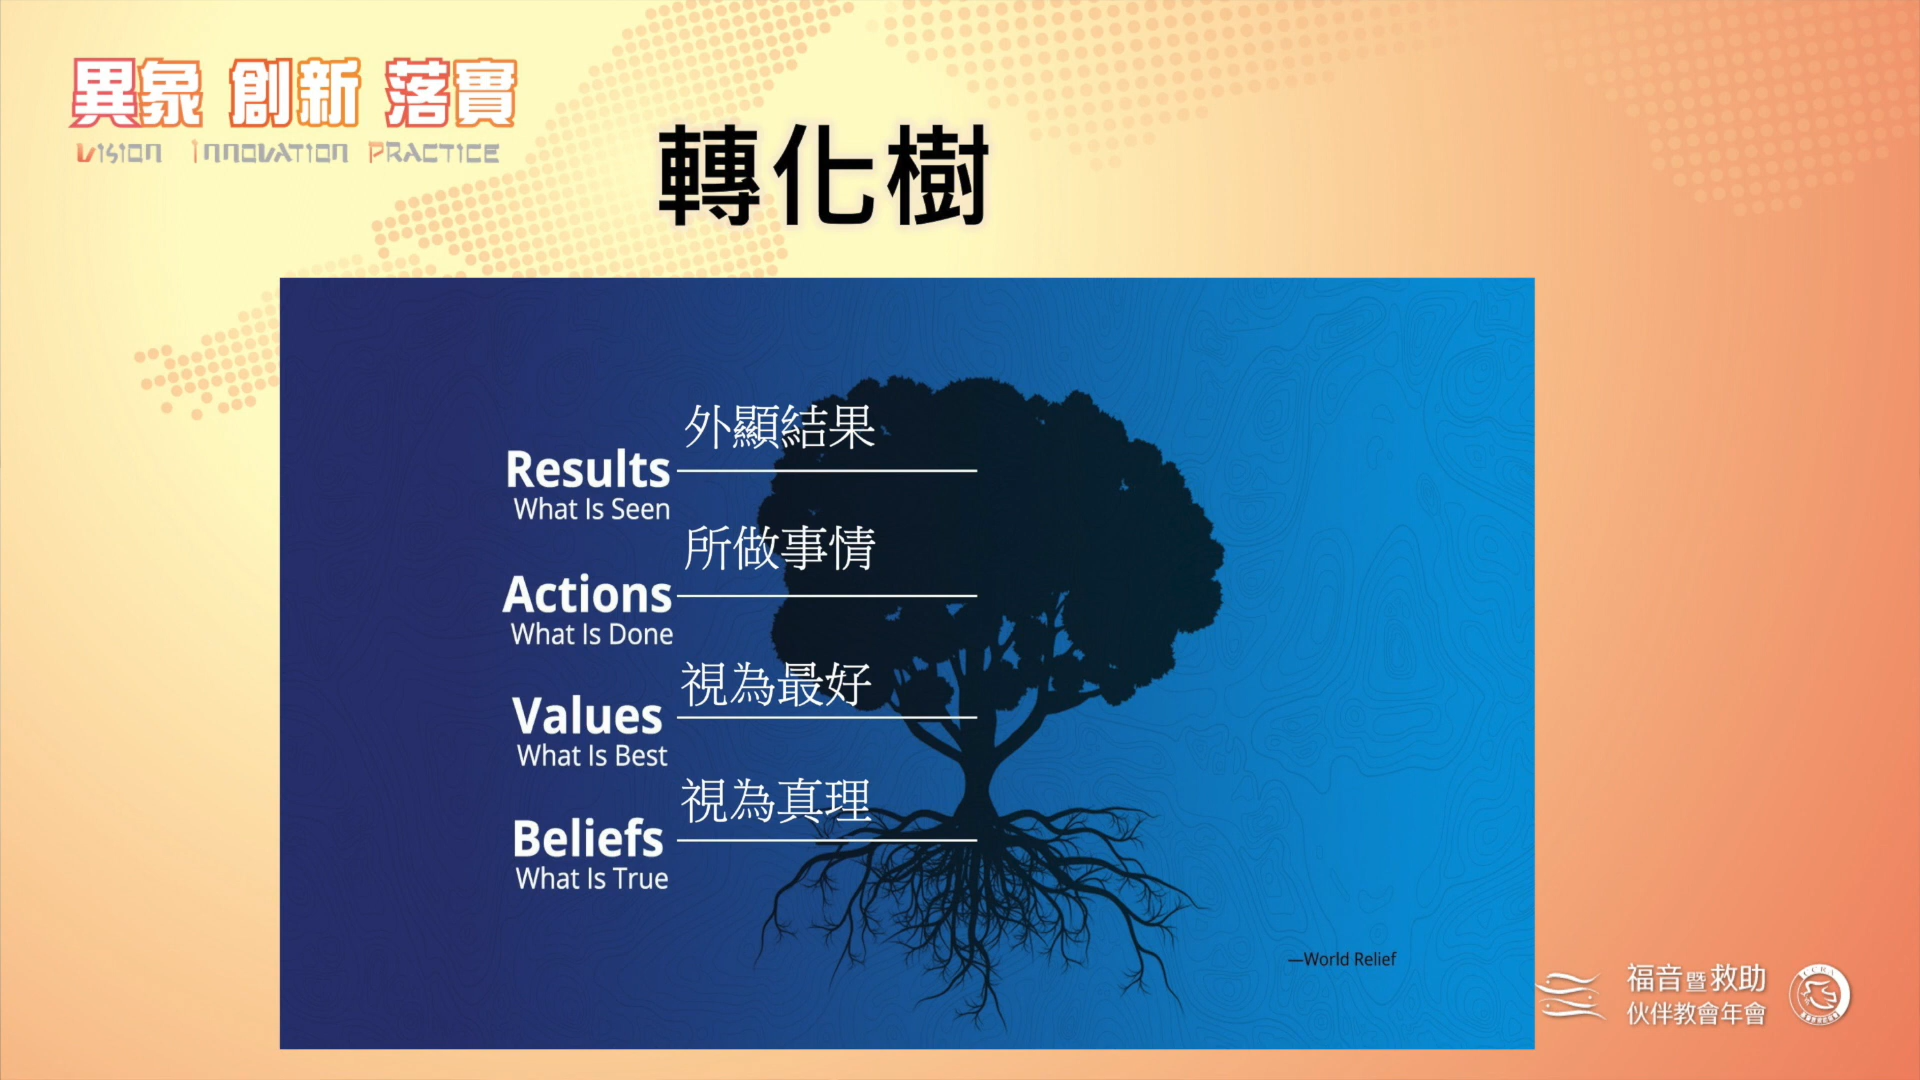 異象 創新 落實
VISION INNOVATION PRACTICE
轉化樹
外顯結果
Results
What Is Seen
所做事情
Actions
What Is Done
視為最好
Values
What Is Best
視為真理
Beliefs
What Is True
—World Relief
福音暨救助
伙伴教會年會
CCRA